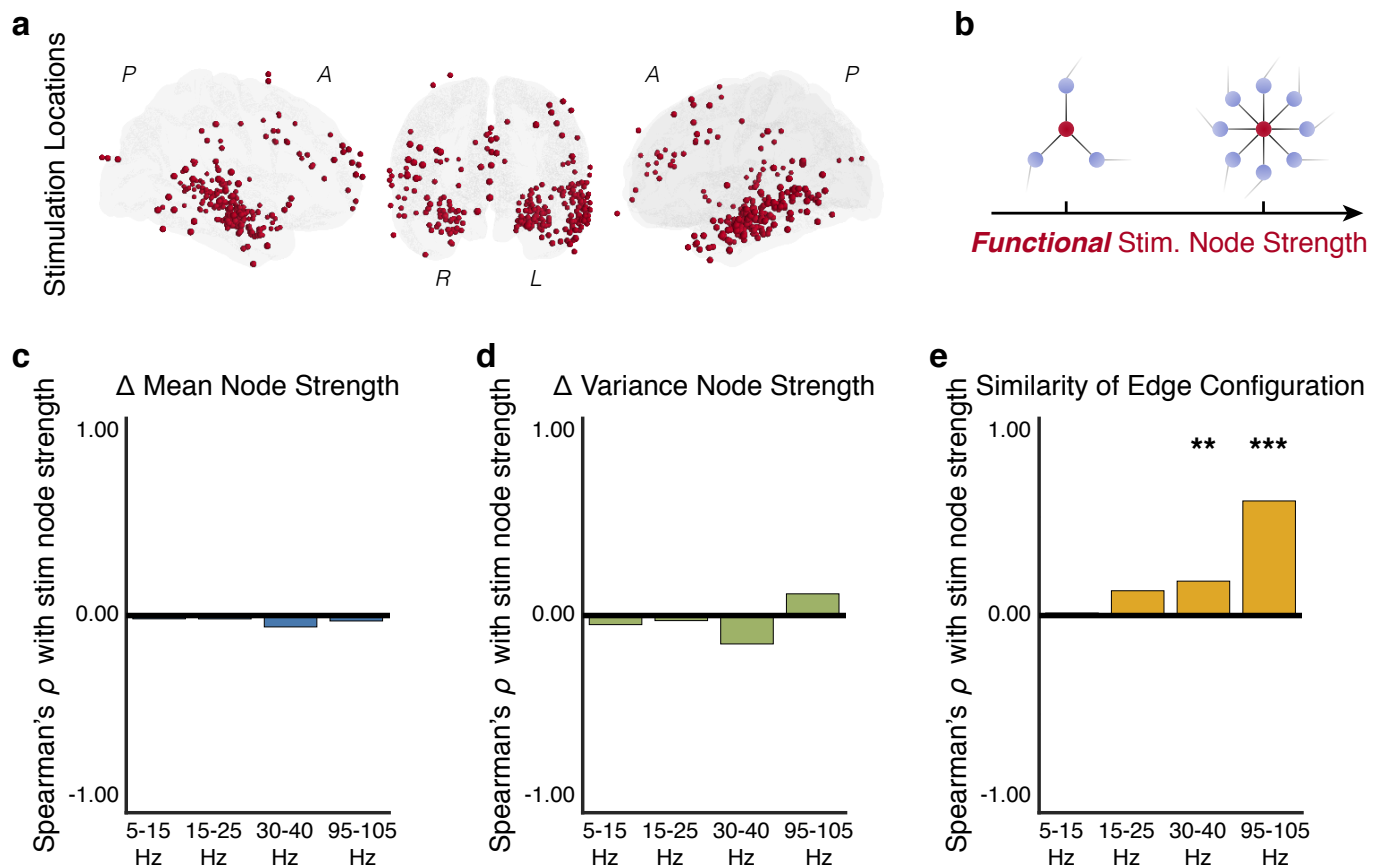 a
Stimulation Locations
P
A
R
L
A
P
b
Functional Stim. Node Strength
c
Δ Mean Node Strength
Spearman's ρ with stim node strength
1.00
0.00
-1.00
5-15 Hz
15-25 Hz
30-40 Hz
95-105 Hz
d
Δ Variance Node Strength
Spearman's ρ with stim node strength
1.00
0.00
-1.00
5-15 Hz
15-25 Hz
30-40 Hz
95-105 Hz
e
Similarity of Edge Configuration
Spearman's ρ with stim node strength
1.00
0.00
-1.00
** ***
5-15 Hz
15-25 Hz
30-40 Hz
95-105 Hz